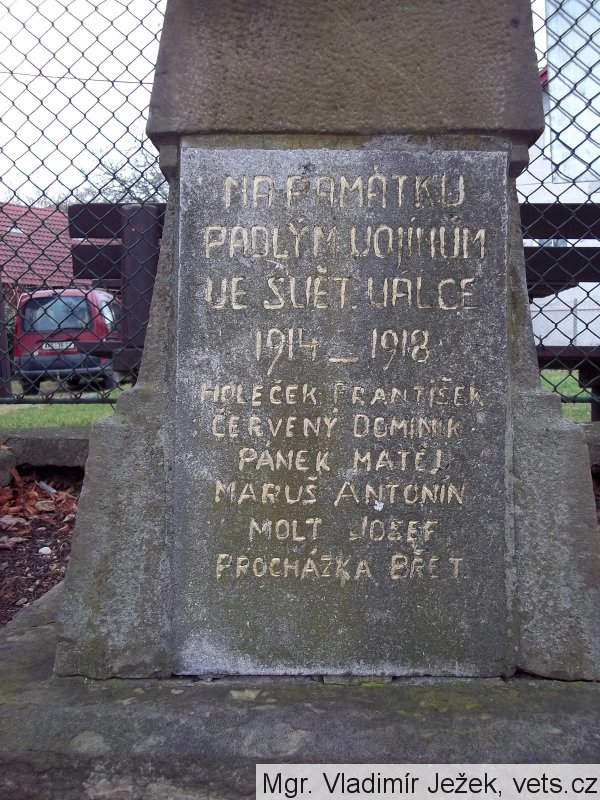 NA PAMÁTKU
PADLÝM VOJÍNŮM
VE SVĚT. VÁLCE
1914 – 1918
HOLEČEK FRANTIŠEK
ČERVENÝ DOMINIK
PÁNEK MATĚJ
MARUŠ ANTONÍN
MOLT JOSEF
PROCHÁZKA BŘET.
Mgr. Vladimír Ježek, vets.cz